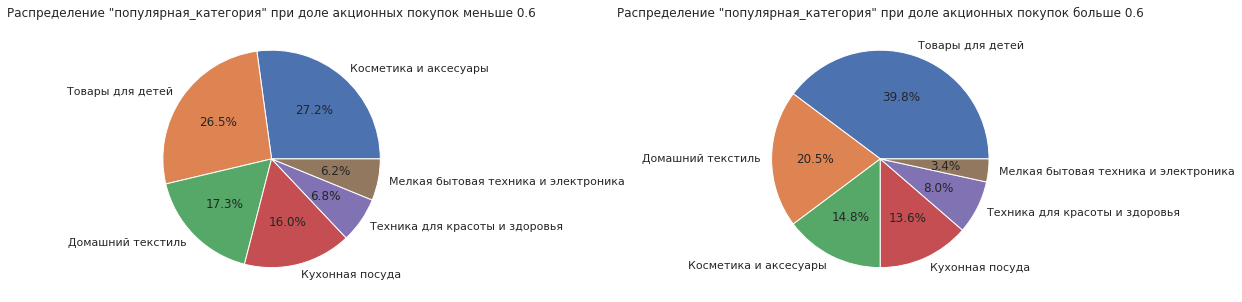 Распределение "популярная_категория" при доле акционных покупок меньше 0.6
Косметика и аксесуары
Товары для детей
27.2%
26.5%
6.2%
Мелкая бытовая техника и электроника
6.8%
17.3%
16.0%
Техника для красоты и здоровья
Домашний текстиль
Кухонная посуда
Распределение "популярная_категория" при доле акционных покупок больше 0.6
Товары для детей
39.8%
Домашний текстиль
20.5%
3.4%
Мелкая бытовая техника и электроника
8.0%
14.8%
13.6%
Техника для красоты и здоровья
Косметика и аксесуары
Кухонная посуда